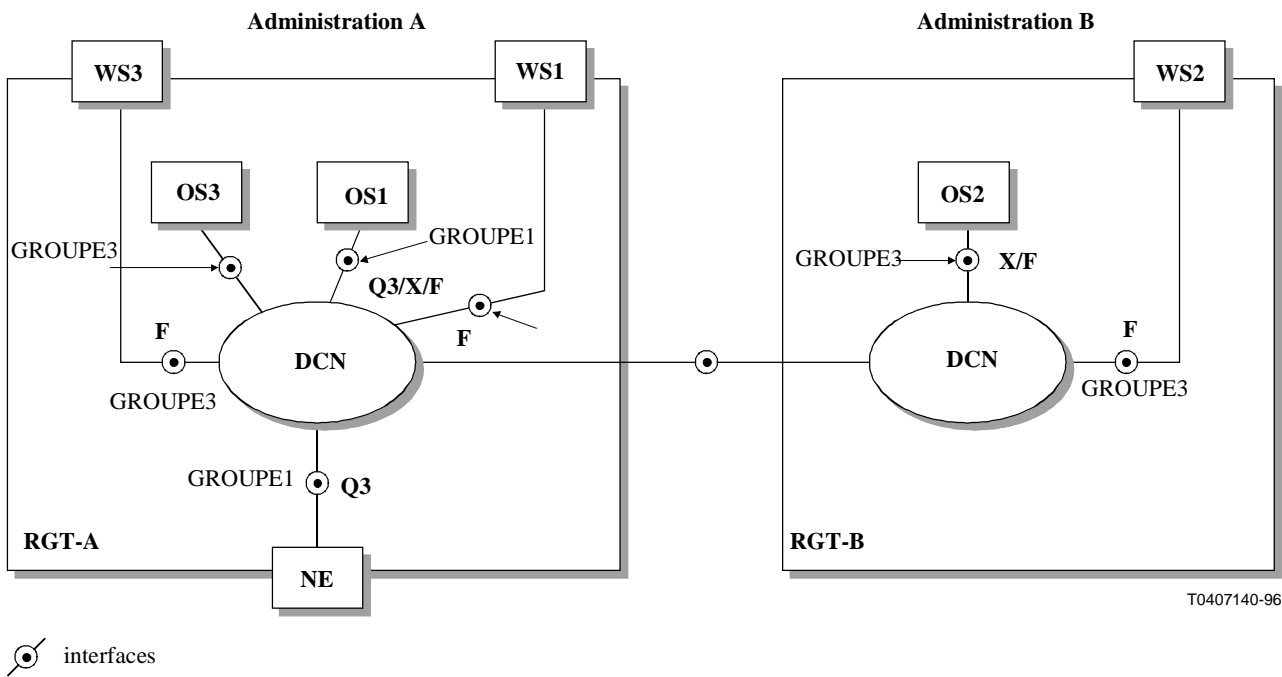 Administration A
Administration B
WS3
WS1
WS2
OS3
OS1
OS2
GROUPE3
GROUPE1
GROUPE3
X/F
Q3/X/F
F
F
F
DCN
DCN
GROUPE3
GROUPE3
GROUPE1
Q3
RGT-A
RGT-B
NE
T0407140-96
interfaces